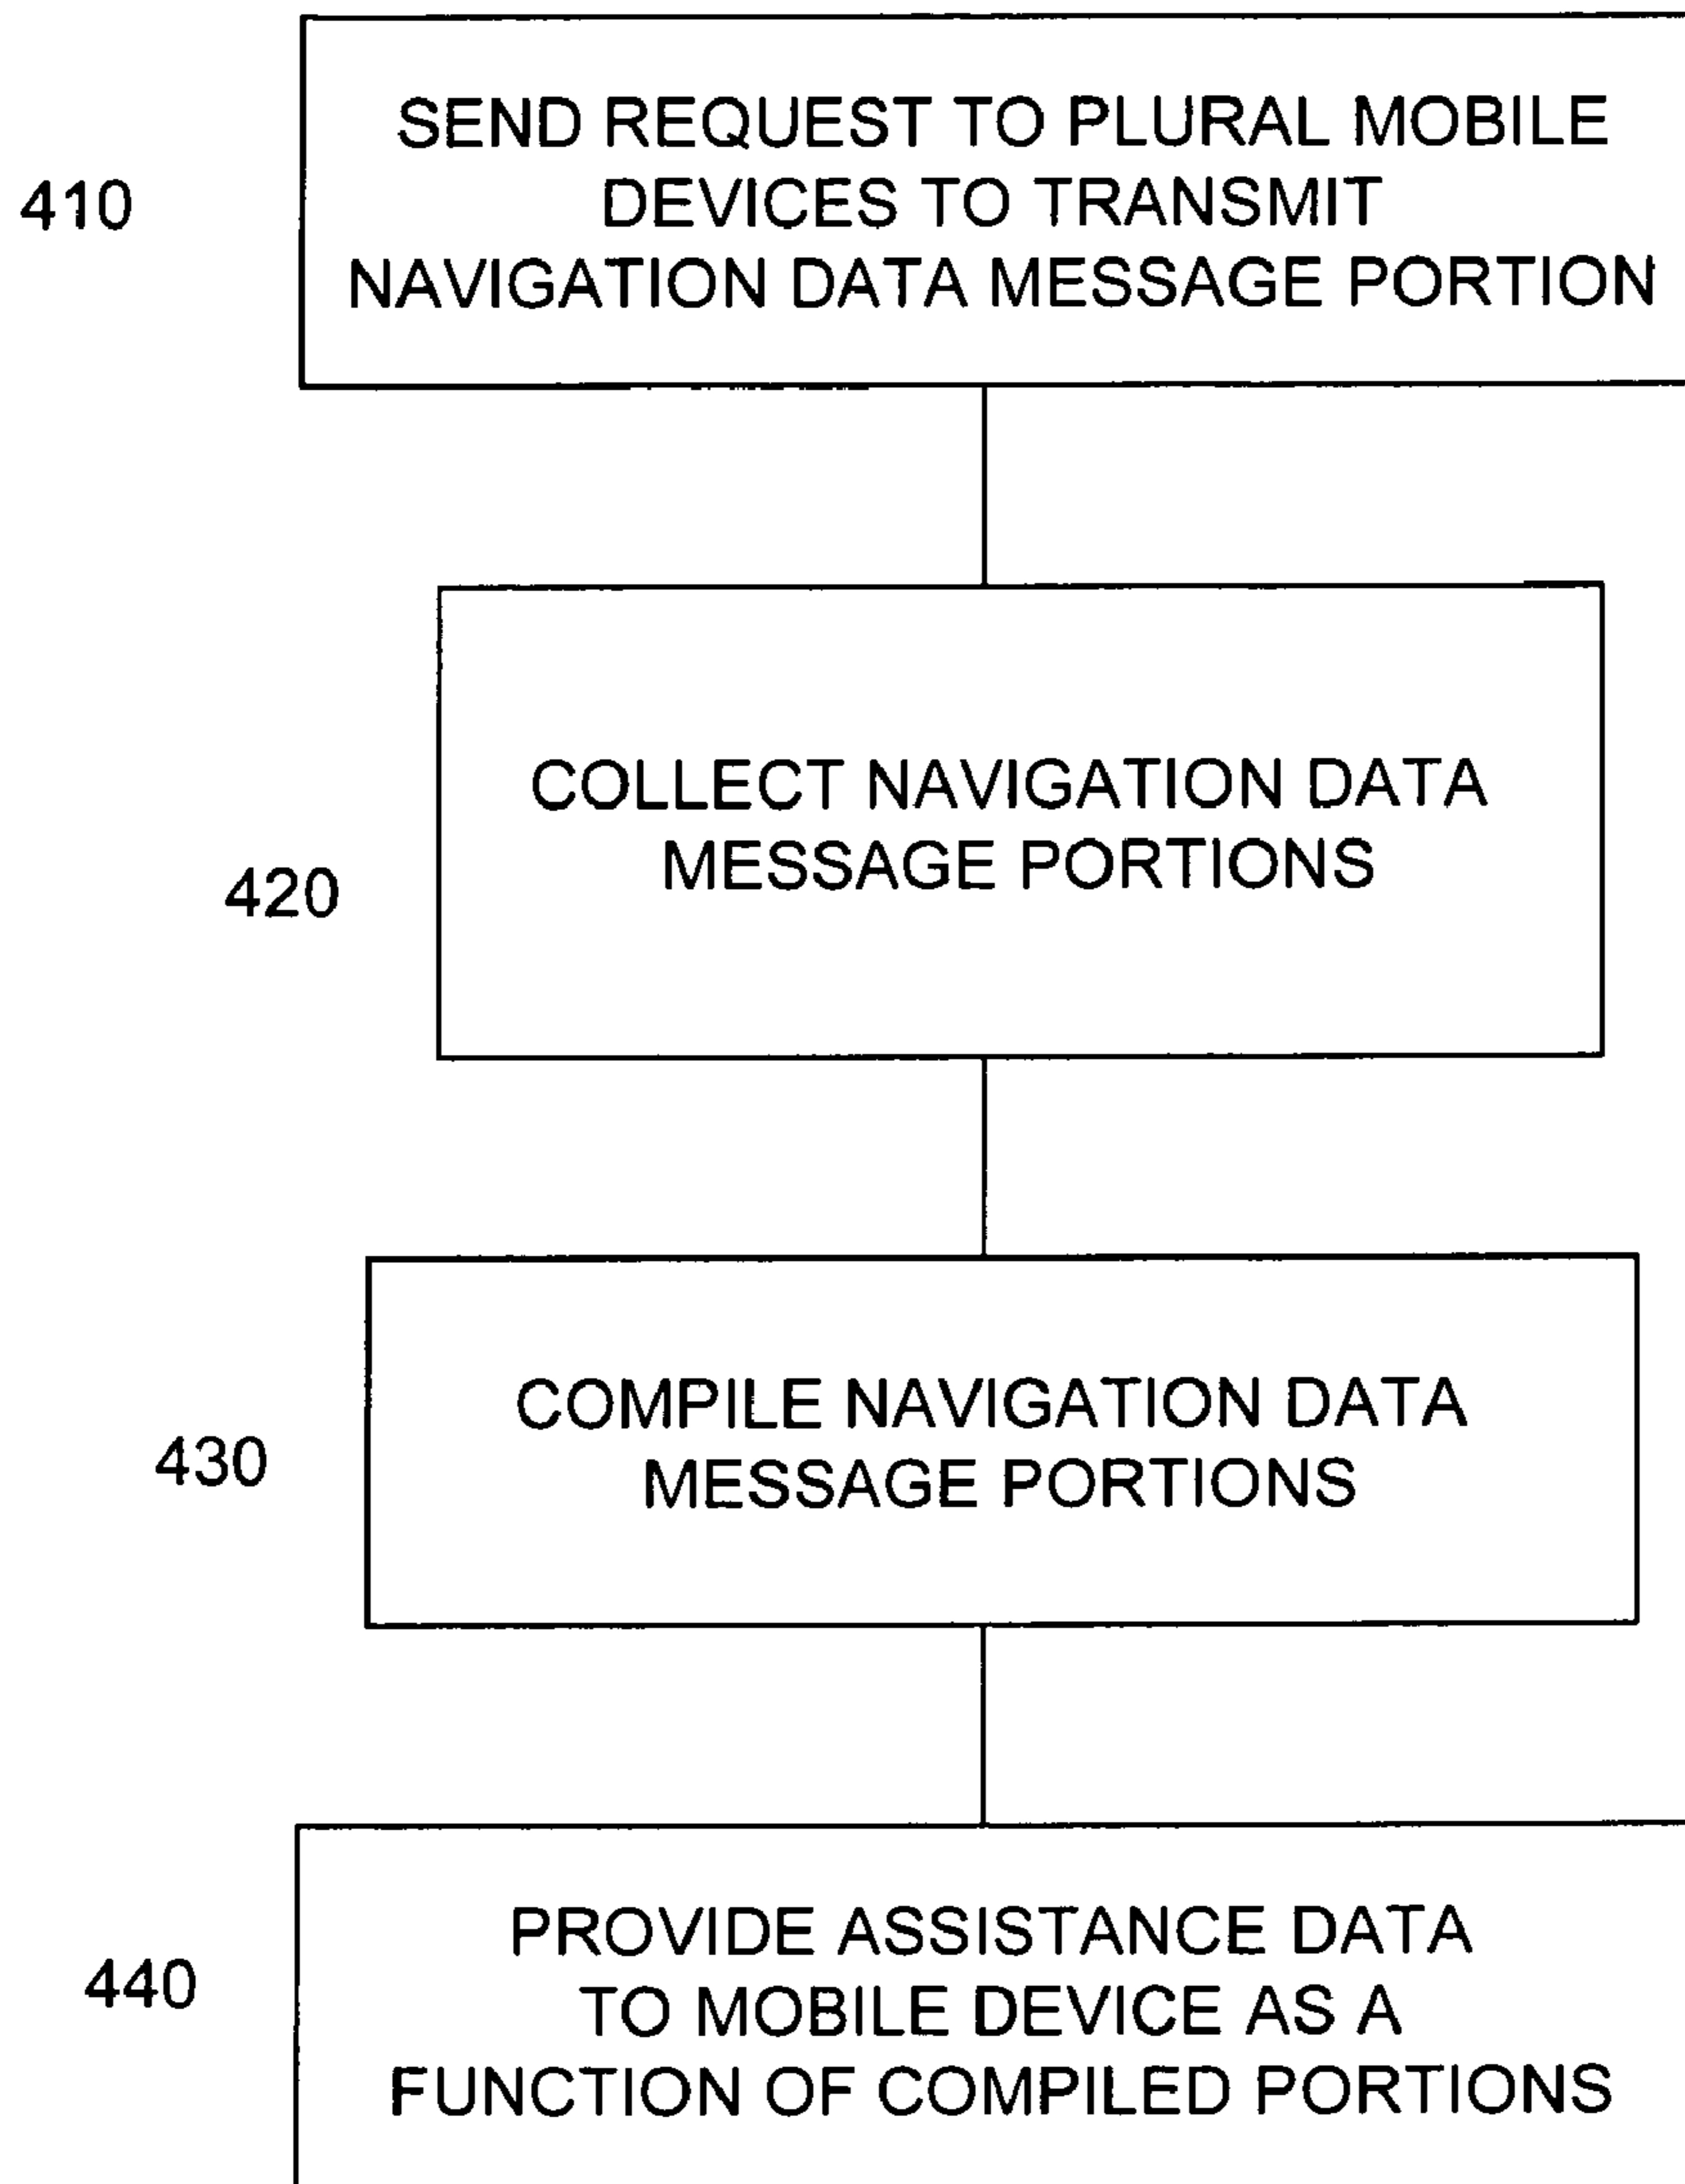 SEND REQUEST TO PLURAL MOBILE
DEVICES TO TRANSMIT
NAVIGATION DATA MESSAGE PORTION
410
COLLECT NAVIGATION DATA
MESSAGE PORTIONS
420
COMPILE NAVIGATION DATA
MESSAGE PORTIONS
430
PROVIDE ASSISTANCE DATA
TO MOBILE DEVICE AS A
FUNCTION OF COMPILED PORTIONS
440